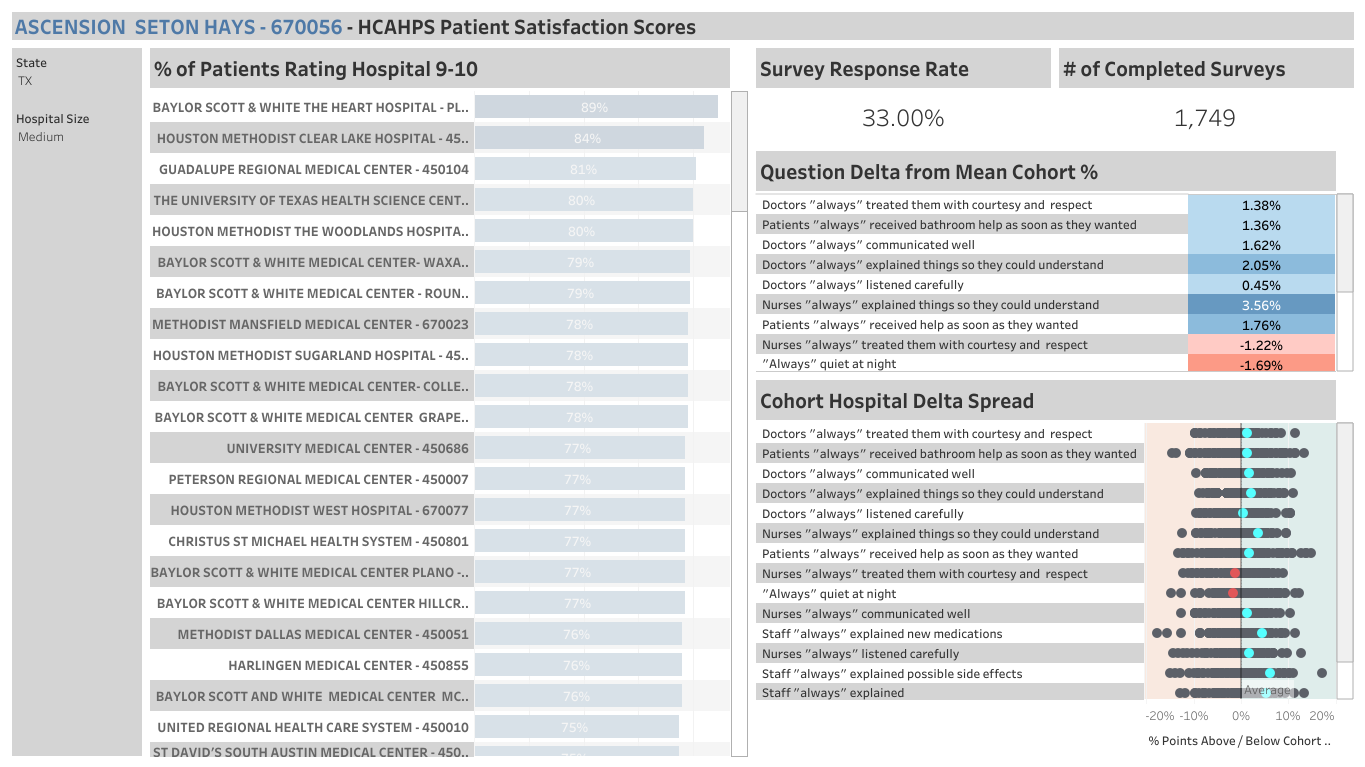 ASCENSION  SETON HAYS - 670056 - HCAHPS Patient Satisfaction Scores
State
TX
Hospital Size
Medium
% of Patients Rating Hospital 9-10
BAYLOR SCOTT & WHITE THE HEART HOSPITAL - PL.. 89%
HOUSTON METHODIST CLEAR LAKE HOSPITAL - 45.. 84%
GUADALUPE REGIONAL MEDICAL CENTER - 450104 81%
THE UNIVERSITY OF TEXAS HEALTH SCIENCE CENT.. 80%
HOUSTON METHODIST THE WOODLANDS HOSPITA.. 80%
BAYLOR SCOTT & WHITE MEDICAL CENTER- WAXA.. 79%
BAYLOR SCOTT & WHITE MEDICAL CENTER - ROUN.. 79%
METHODIST MANSFIELD MEDICAL CENTER - 670023 78%
HOUSTON METHODIST SUGARLAND HOSPITAL - 45.. 78%
BAYLOR SCOTT & WHITE MEDICAL CENTER- COLLE.. 78%
BAYLOR SCOTT & WHITE MEDICAL CENTER  GRAPE.. 78%
UNIVERSITY MEDICAL CENTER - 450686 77%
PETERSON REGIONAL MEDICAL CENTER - 450007 77%
HOUSTON METHODIST WEST HOSPITAL - 670077 77%
CHRISTUS ST MICHAEL HEALTH SYSTEM - 450801 77%
BAYLOR SCOTT & WHITE MEDICAL CENTER PLANO -.. 77%
BAYLOR SCOTT & WHITE MEDICAL CENTER HILLCR.. 77%
METHODIST DALLAS MEDICAL CENTER - 450051 76%
HARLINGEN MEDICAL CENTER - 450855 76%
BAYLOR SCOTT AND WHITE  MEDICAL CENTER  MC.. 76%
UNITED REGIONAL HEALTH CARE SYSTEM - 450010 75%
ST DAVID'S SOUTH AUSTIN MEDICAL CENTER - 450..
Survey Response Rate
33.00%
# of Completed Surveys
1,749
Question Delta from Mean Cohort %
Doctors "always" treated them with courtesy and  respect 1.38%
Patients "always" received bathroom help as soon as they wanted 1.36%
Doctors "always" communicated well 1.62%
Doctors "always" explained things so they could understand 2.05%
Doctors "always" listened carefully 0.45%
Nurses "always" explained things so they could understand 3.56%
Patients "always" received help as soon as they wanted 1.76%
Nurses "always" treated them with courtesy and  respect -1.22%
"Always" quiet at night -1.69%
Cohort Hospital Delta Spread
Doctors "always" treated them with courtesy and  respect
Patients "always" received bathroom help as soon as they wanted
Doctors "always" communicated well
Doctors "always" explained things so they could understand
Doctors "always" listened carefully
Nurses "always" explained things so they could understand
Patients "always" received help as soon as they wanted
Nurses "always" treated them with courtesy and  respect
"Always" quiet at night
Nurses "always" communicated well
Staff "always" explained new medications
Nurses "always" listened carefully
Staff "always" explained possible side effects
Staff "always" explained
Average
-20% -10% 0% 10% 20%
% Points Above / Below Cohort ..